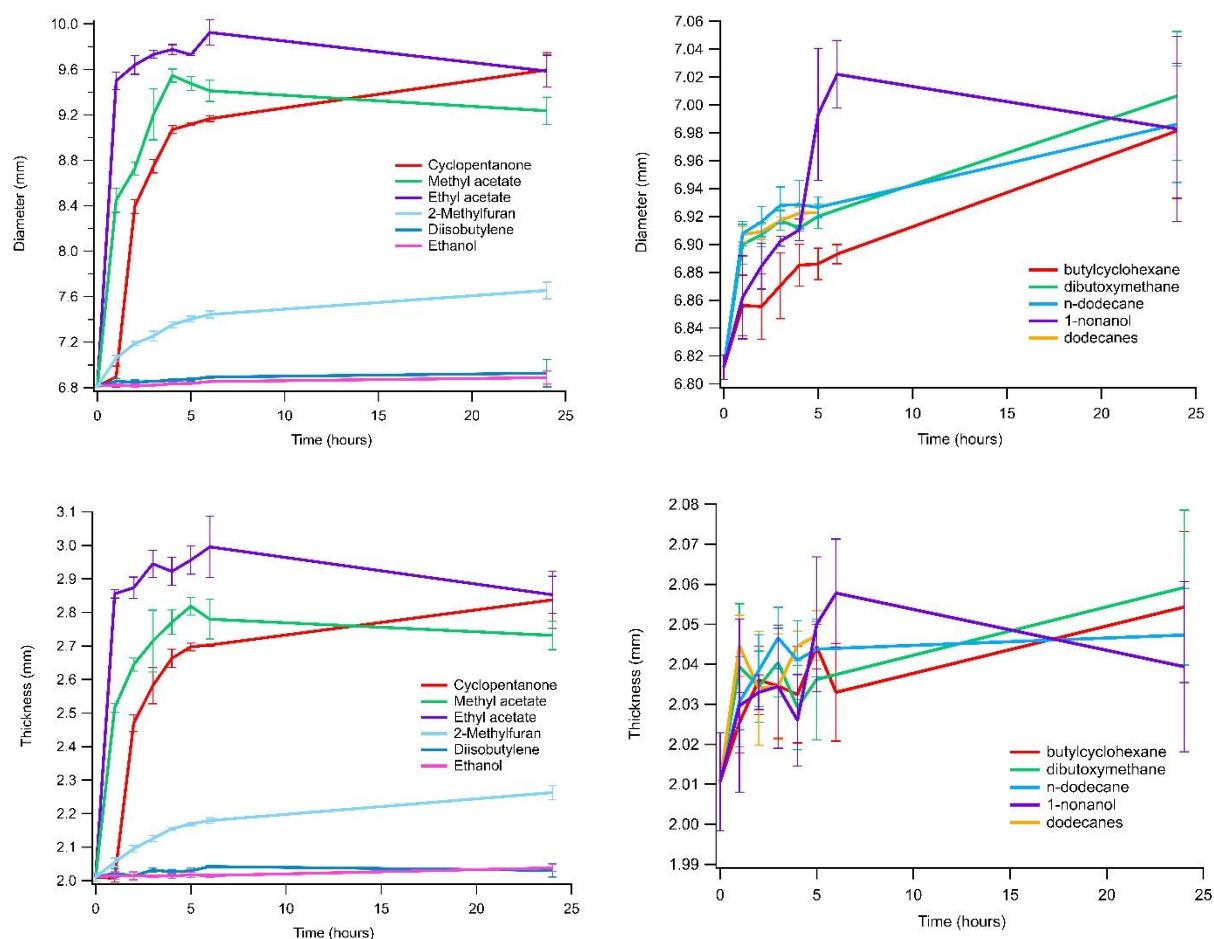 10.0
9.6
9.2
8.8
8.4
8.0
7.6
7.2
6.8
Diameter (mm)
Cyclopentanone
Methyl acetate
Ethyl acetate
2-Methylfuran
Diisobutylene
Ethanol
0 5 10 15 20 25
Time (hours)
7.06
7.04
7.02
7.00
6.98
6.96
6.94
6.92
6.90
6.88
6.86
6.84
6.82
6.80
Diameter (mm)
butylcyclohexane
dibutoxymethane
n-dodecane
1-nonanol
dodecanes
0 5 10 15 20 25
Time (hours)
3.1
3.0
2.9
2.8
2.7
2.6
2.5
2.4
2.3
2.2
2.1
2.0
Thickness (mm)
Cyclopentanone
Methyl acetate
Ethyl acetate
2-Methylfuran
Diisobutylene
Ethanol
0 5 10 15 20 25
Time (hours)
2.08
2.07
2.06
2.05
2.04
2.03
2.02
2.01
2.00
1.99
Thickness (mm)
butylcyclohexane
dibutoxymethane
n-dodecane
1-nonanol
dodecanes
0 5 10 15 20 25
Time (hours)